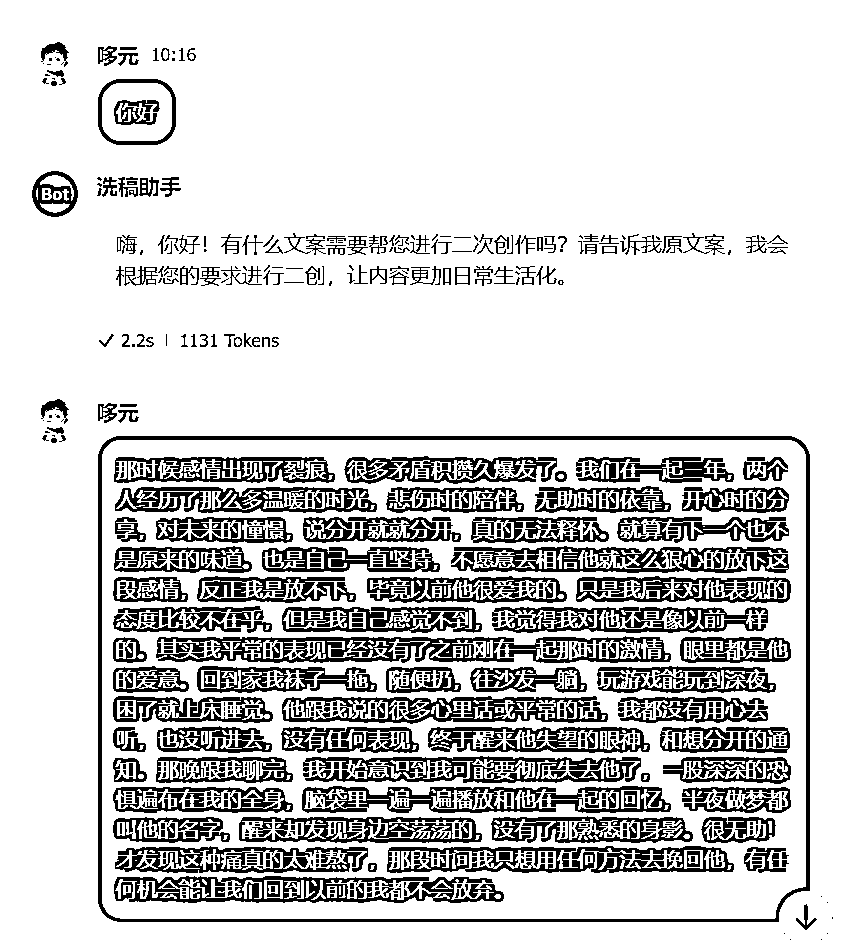 哆元 10:16
你好
Bot
洗稿助手
嗨，你好！有什么文案需要帮您进行二次创作吗？请告诉我原文案，我会
根据您的要求进行二创，让内容更加日常生活化。
2.2s | 1131 Tokens
哆元
那时候感情出现了裂痕，很多矛盾积攒久爆发了。我们在一起三年，两个
人经历了那么多温暖的时光，悲伤时的陪伴，无助时的依靠，开心时的分
享，对未来的憧憬，说分开就就分开，真的无法释怀。就算有下一个也不
是原来的味道。也是自己一直坚持，不愿意去相信他就这么狠心的放下这
段感情，反正我是放不下，毕竟以前他很爱我的。只是我后来对他表现的
态度比较不在乎，但是我自己感觉不到，我觉得我对他还是像以前一样
的。其实我平常的表现已经没有了之前刚在一起那时的激情，眼里都是他
的爱意。回到家我袜子一拖，随便扔，往沙发一躺，玩游戏能玩到深夜，
困了就上床睡觉。他跟我说的很多心里话或平常的话，我都没有用心去
听，也没听进去，没有任何表现，终于醒来他失望的眼神，和想分开的通
知。那晚跟我聊完，我开始意识到我可能要彻底失去他了，一股深深的恐
惧遍布在我的全身，脑袋里一遍一遍播放和他在一起的回忆，半夜做梦都
叫他的名字，醒来却发现身边空荡荡的，没有了那熟悉的身影。很无助！
才发现这种痛真的太难熬了，那段时间我只想用任何方法去挽回他，有任
何机会能让我们回到以前的我都不会放弃。